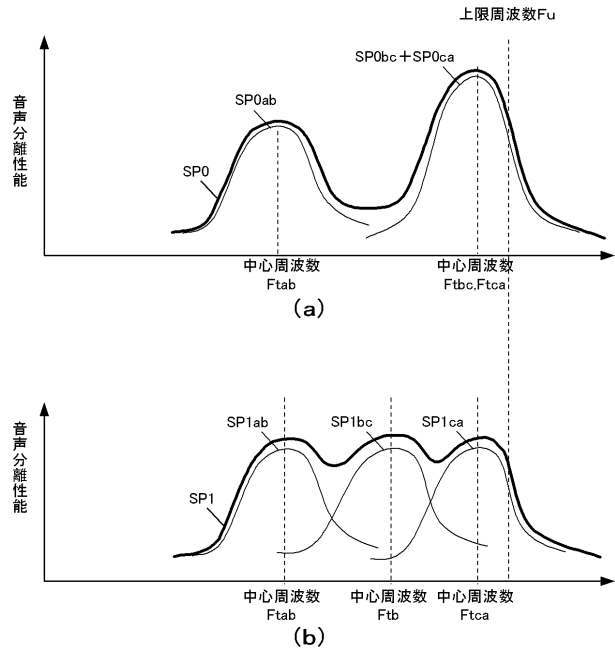 上限周波数Fu
SP0bc＋SP0ca
SP0ab
SP0
音声分離性能
中心周波数
Ftab
中心周波数
Ftbc,Ftca
(a)
SP1ab
SP1bc
SP1ca
SP1
音声分離性能
中心周波数
Ftab
中心周波数
Ftb
中心周波数
Ftca
(b)